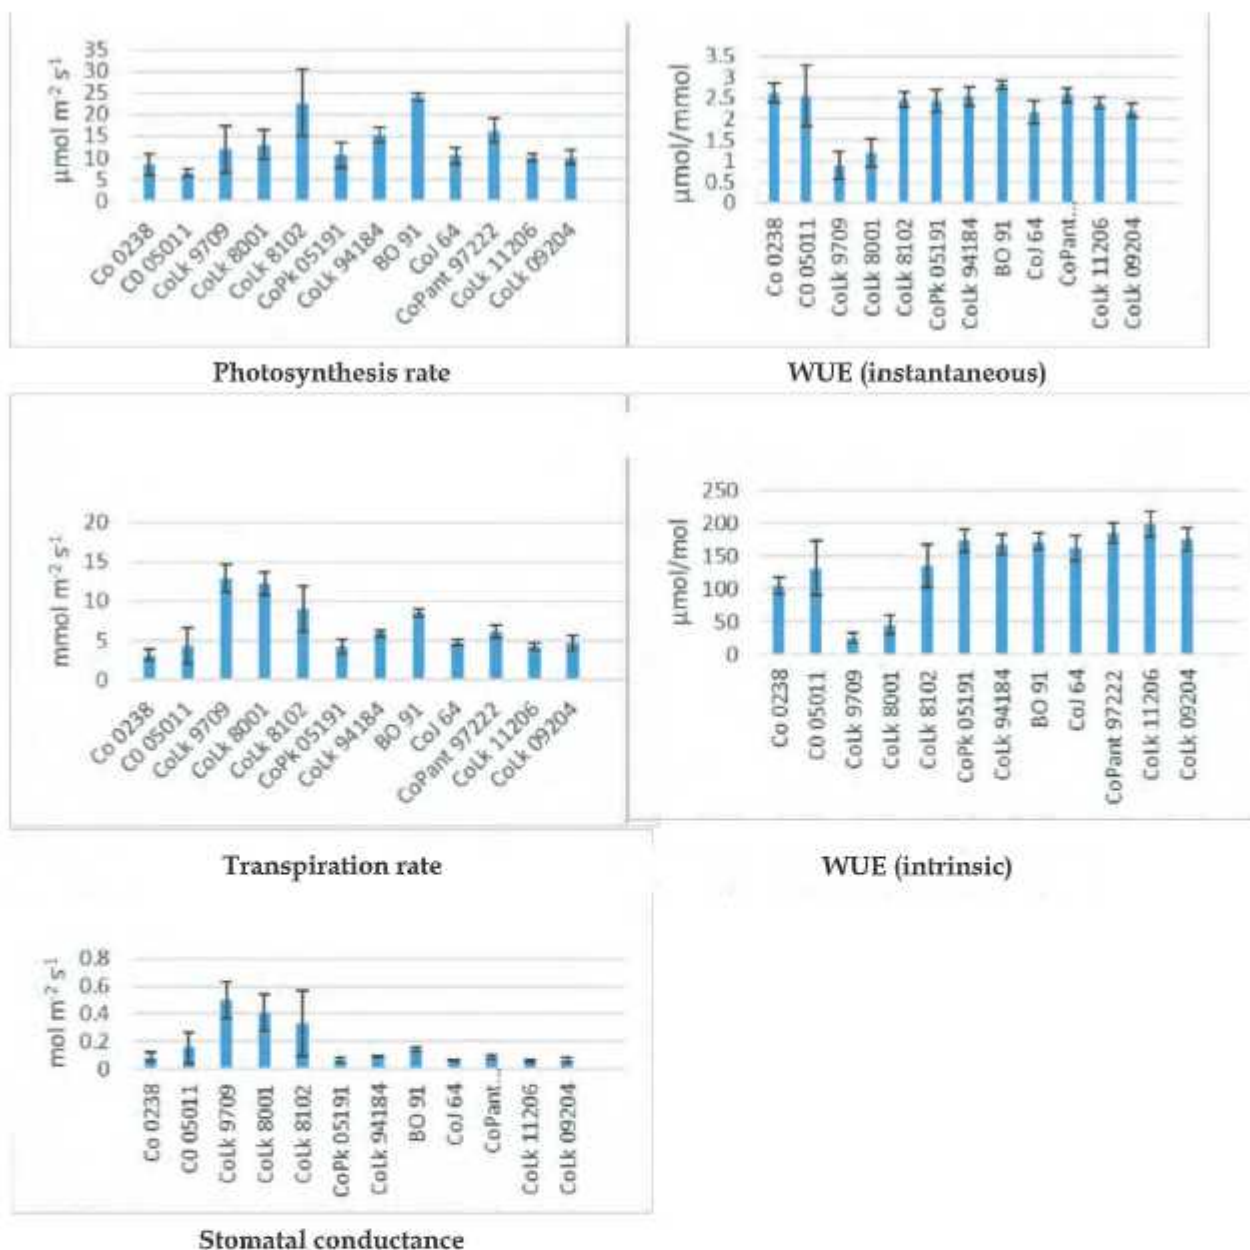 35
30
25
20
15
10
5
0
μmol m-2 s-1
Co 0238
C0 05011
CoLk 9709
CoLk 8001
CoLk 8102
CoPk 05191
CoLk 94184
BO 91
CoJ 64
CoPant 97222
CoLk 11206
CoLk 09204
Photosynthesis rate
3.5
3
2.5
2
1.5
1
0.5
0
μmol/mmol
Co 0238
C0 05011
CoLk 9709
CoLk 8001
CoLk 8102
CoPk 05191
CoLk 94184
BO 91
CoJ 64
CoPant...
CoLk 11206
CoLk 09204
WUE (instantaneous)
20
15
10
5
0
mmol m-2 s-1
Co 0238
C0 05011
CoLk 9709
CoLk 8001
CoLk 8102
CoPk 05191
CoLk 94184
BO 91
CoJ 64
CoPant 97222
CoLk 11206
CoLk 09204
Transpiration rate
250
200
150
100
50
0
μmol/mol
Co 0238
C0 05011
CoLk 9709
CoLk 8001
CoLk 8102
CoPk 05191
CoLk 94184
BO 91
CoJ 64
CoPant 97222
CoLk 11206
CoLk 09204
WUE (intrinsic)
0.8
0.6
0.4
0.2
0
mol m-2 s-1
Co 0238
C0 05011
CoLk 9709
CoLk 8001
CoLk 8102
CoPk 05191
CoLk 94184
BO 91
CoJ 64
CoPant...
CoLk 11206
CoLk 09204
Stomatal conductance